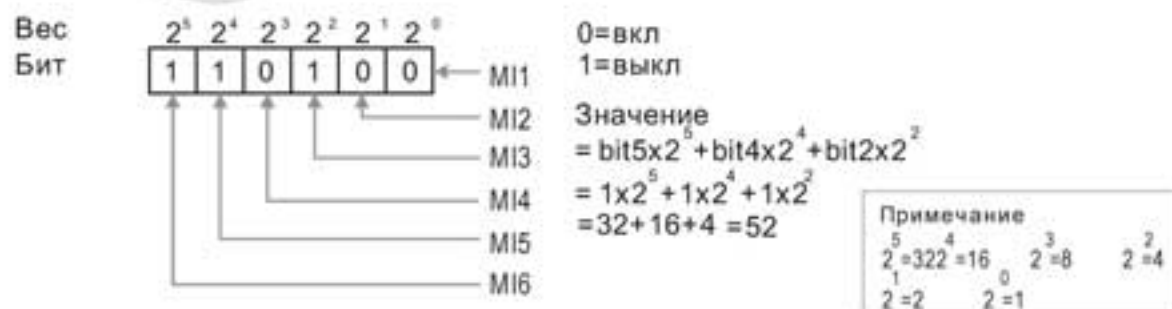 Вес 2⁵ 2⁴ 2³ 2² 2¹ 2⁰
Бит 1 1 0 1 0 0
MI1
MI2
MI3
MI4
MI5
MI6
0=вкл
1=выкл
Значение
= bit5x2⁵+bit4x2⁴+bit2x2²
= 1x2⁵+1x2⁴+1x2²
=32+16+4 =52
Примечание
2⁵=322⁴=16 2³=8 2²=4
2¹=2 2⁰=1